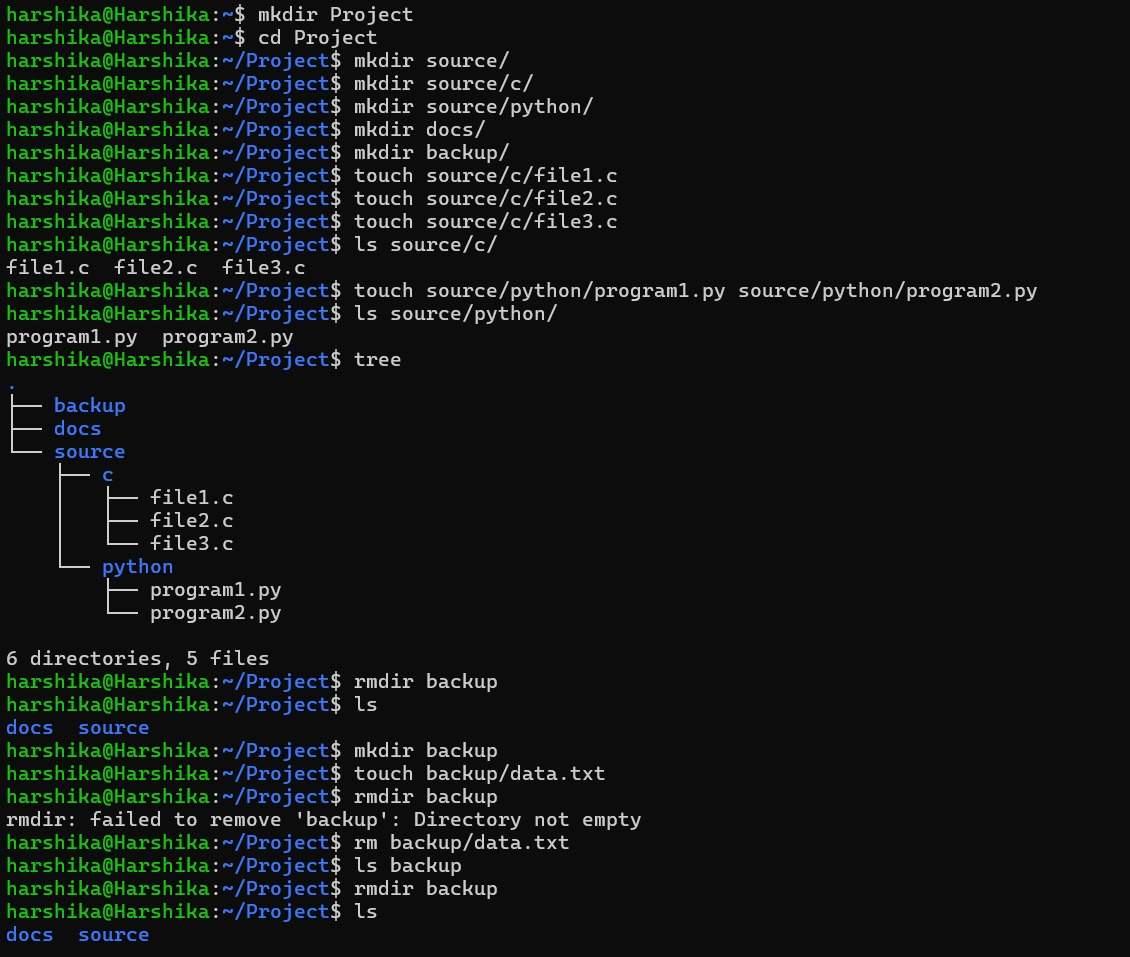 harshika@Harshika:~$ mkdir Project
harshika@Harshika:~$ cd Project
harshika@Harshika:~/Project$ mkdir source/
harshika@Harshika:~/Project$ mkdir source/c/
harshika@Harshika:~/Project$ mkdir source/python/
harshika@Harshika:~/Project$ mkdir docs/
harshika@Harshika:~/Project$ mkdir backup/
harshika@Harshika:~/Project$ touch source/c/file1.c
harshika@Harshika:~/Project$ touch source/c/file2.c
harshika@Harshika:~/Project$ touch source/c/file3.c
harshika@Harshika:~/Project$ ls source/c/
file1.c  file2.c  file3.c
harshika@Harshika:~/Project$ touch source/python/program1.py source/python/program2.py
harshika@Harshika:~/Project$ ls source/python/
program1.py  program2.py
harshika@Harshika:~/Project$ tree
.
├── backup
├── docs
└── source
    ├── c
    │   ├── file1.c
    │   ├── file2.c
    │   └── file3.c
    └── python
        ├── program1.py
        └── program2.py

6 directories, 5 files
harshika@Harshika:~/Project$ rmdir backup
harshika@Harshika:~/Project$ ls
docs  source
harshika@Harshika:~/Project$ mkdir backup
harshika@Harshika:~/Project$ touch backup/data.txt
harshika@Harshika:~/Project$ rmdir backup
rmdir: failed to remove 'backup': Directory not empty
harshika@Harshika:~/Project$ rm backup/data.txt
harshika@Harshika:~/Project$ ls backup
harshika@Harshika:~/Project$ rmdir backup
harshika@Harshika:~/Project$ ls
docs  source